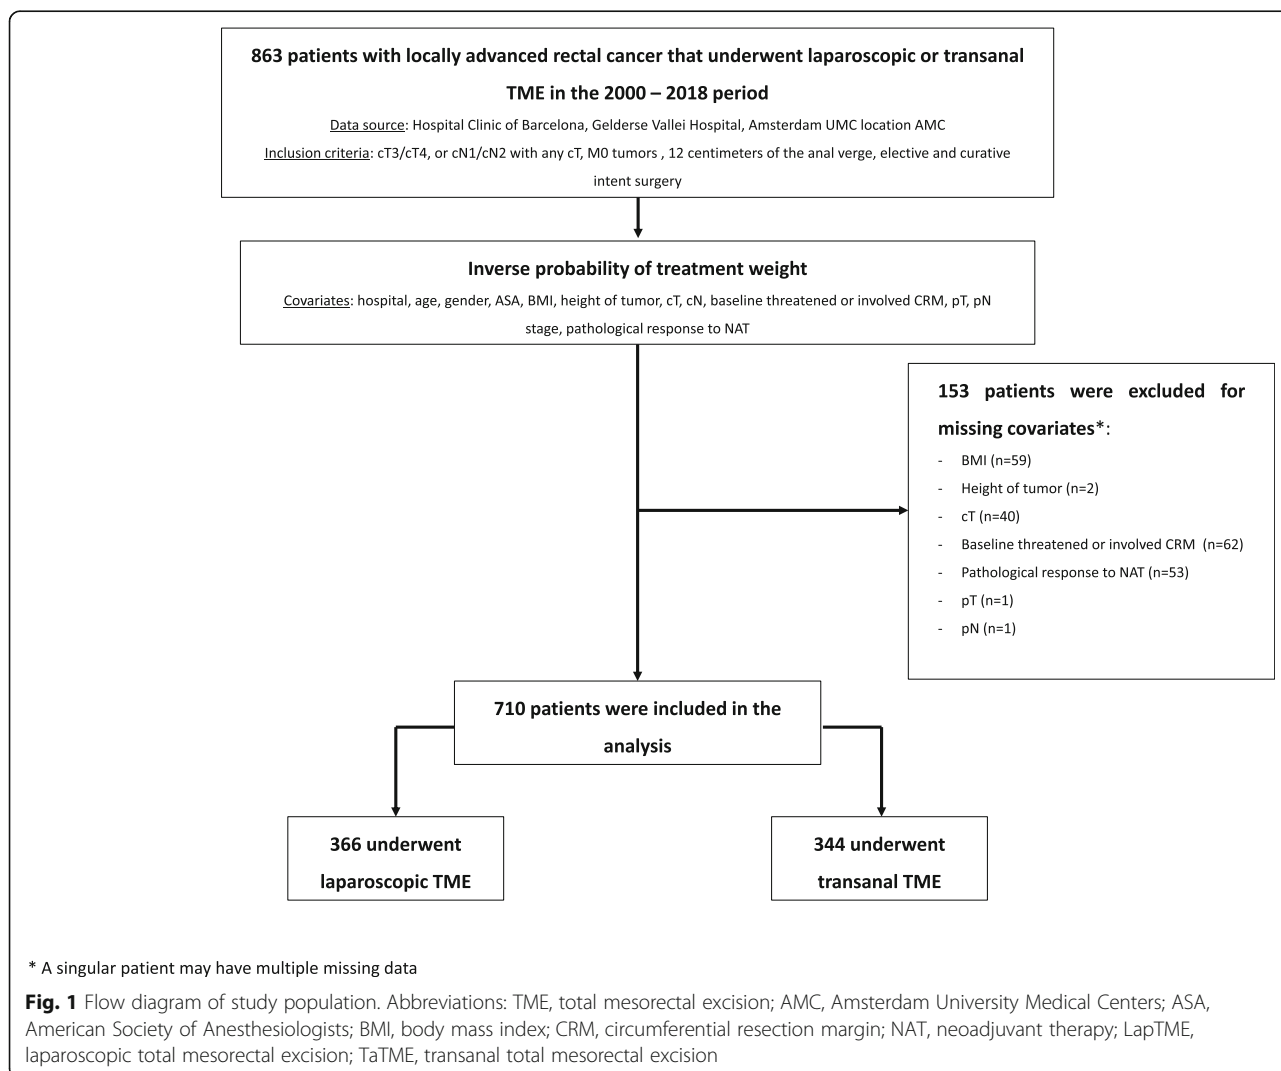 863 patients with locally advanced rectal cancer that underwent laparoscopic or transanal
TME in the 2000 – 2018 period
Data source: Hospital Clinic of Barcelona, Gelderse Vallei Hospital, Amsterdam UMC location AMC
Inclusion criteria: cT3/cT4, or cN1/cN2 with any cT, M0 tumors , 12 centimeters of the anal verge, elective and curative
intent surgery
Inverse probability of treatment weight
Covariates: hospital, age, gender, ASA, BMI, height of tumor, cT, cN, baseline threatened or involved CRM, pT, pN
stage, pathological response to NAT
153 patients were excluded for
missing covariates*:
- BMI (n=59)
- Height of tumor (n=2)
- cT (n=40)
- Baseline threatened or involved CRM (n=62)
- Pathological response to NAT (n=53)
- pT (n=1)
- pN (n=1)
710 patients were included in the
analysis
366 underwent
laparoscopic TME
344 underwent
transanal TME
* A singular patient may have multiple missing data
Fig. 1 Flow diagram of study population. Abbreviations: TME, total mesorectal excision; AMC, Amsterdam University Medical Centers; ASA,
American Society of Anesthesiologists; BMI, body mass index; CRM, circumferential resection margin; NAT, neoadjuvant therapy; LapTME,
laparoscopic total mesorectal excision; TaTME, transanal total mesorectal excision